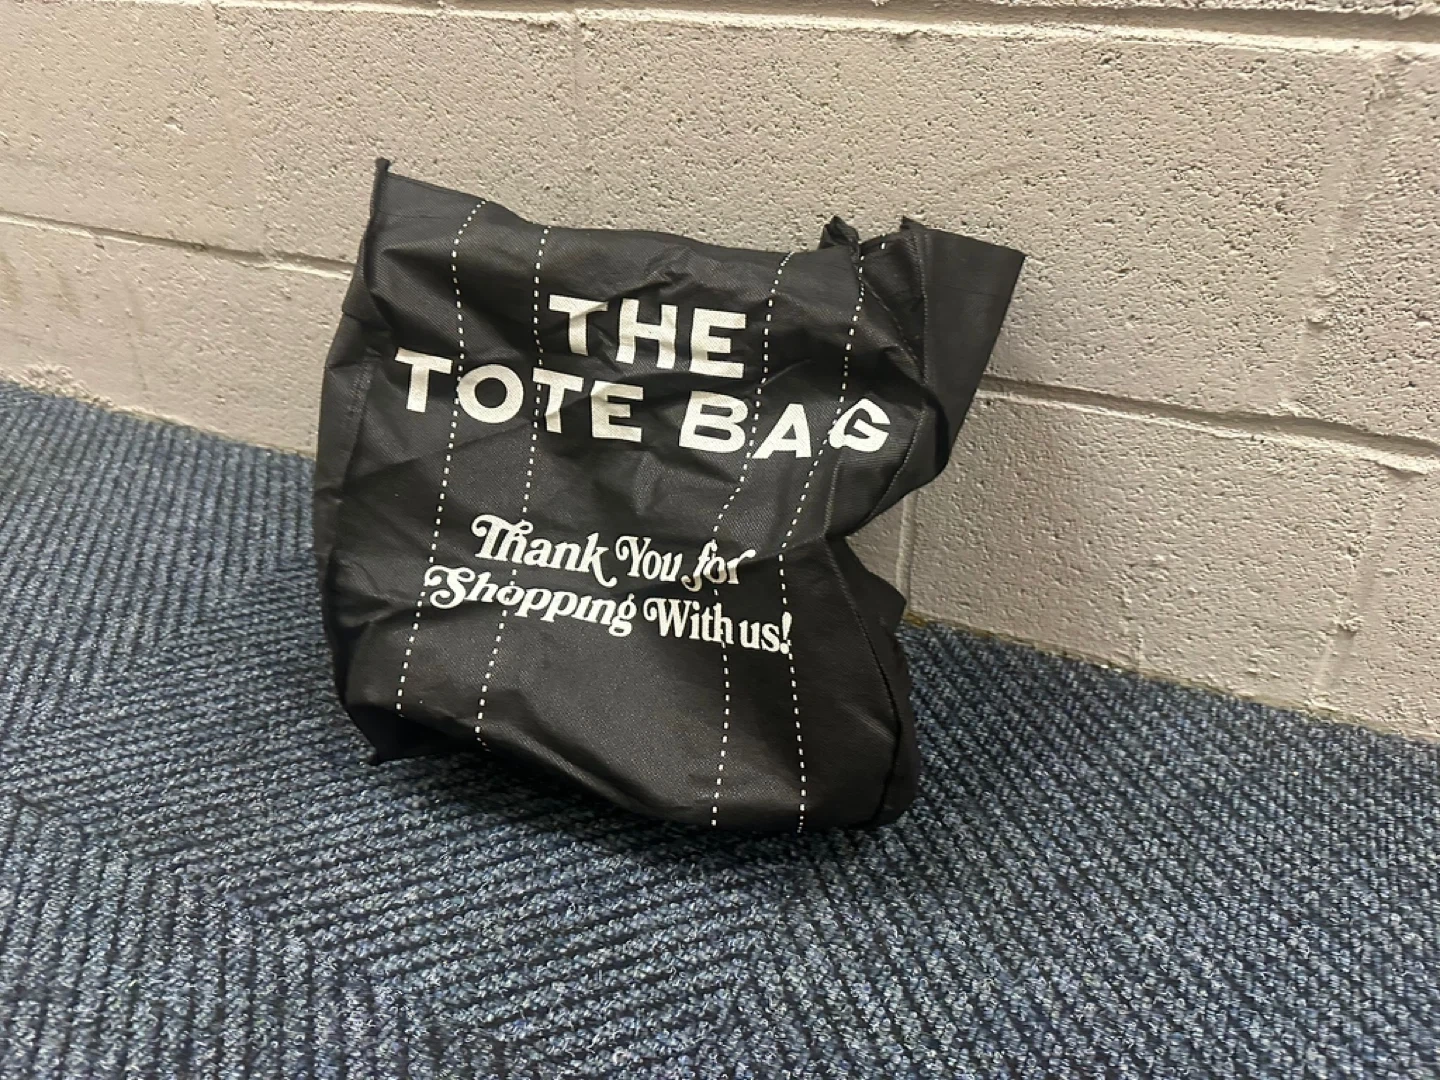 THE
TOTE BAG
Thank You for
Shopping With us!